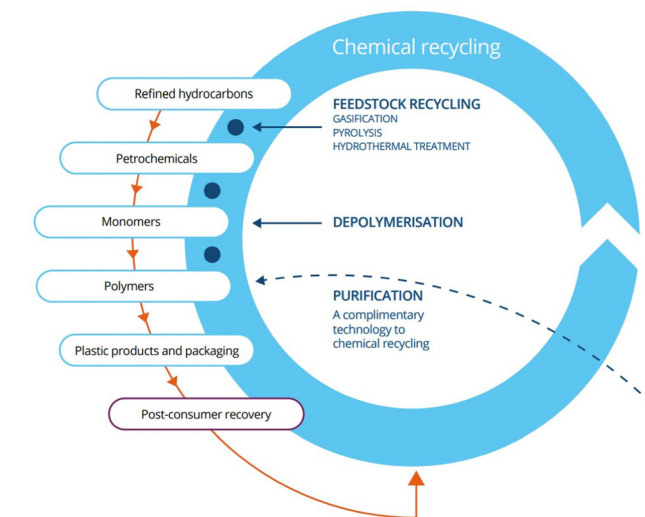 Chemical recycling
Refined hydrocarbons
FEEDSTOCK RECYCLING
GASIFICATION
PYROLYSIS
HYDROTHERMAL TREATMENT
Petrochemicals
Monomers
DEPOLYMERISATION
Polymers
PURIFICATION
A complimentary
technology to
chemical recycling
Plastic products and packaging
Post-consumer recovery